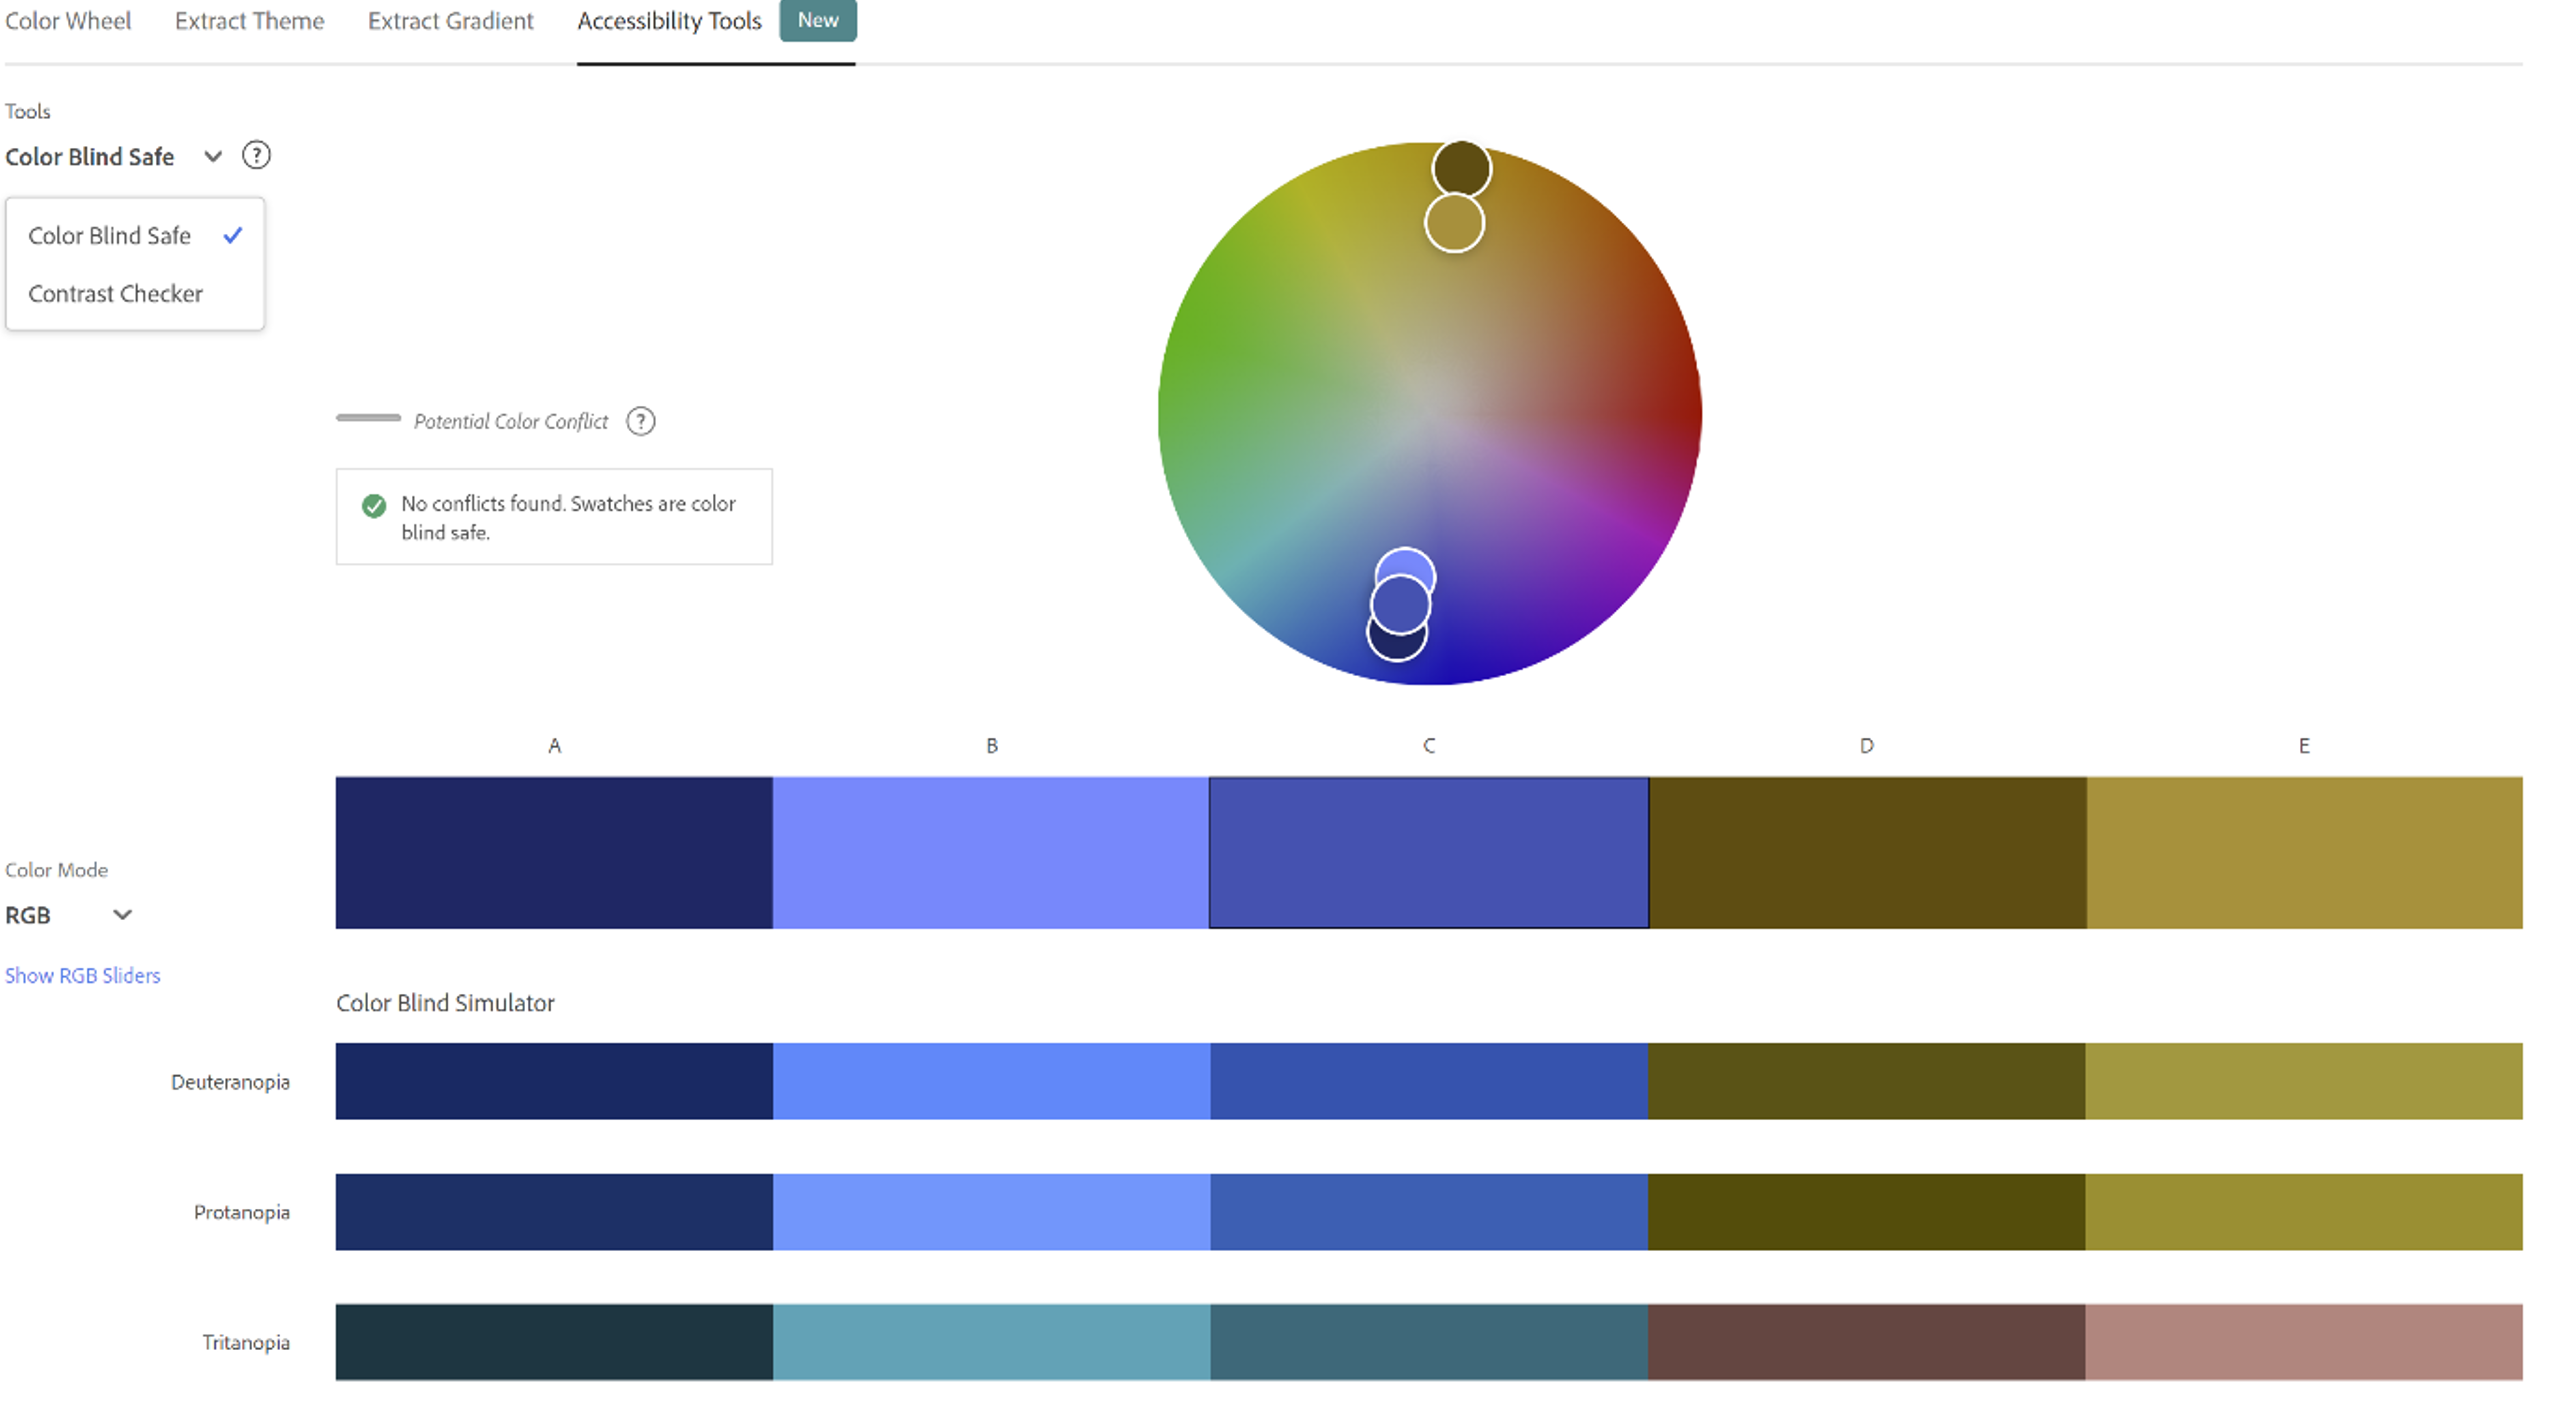 Color Wheel Extract Theme Extract Gradient Accessibility Tools New
Tools
Color Blind Safe ?
Color Blind Safe
Contrast Checker
Potential Color Conflict ?
No conflicts found. Swatches are color
blind safe.
A B C D E
Color Mode
RGB
Show RGB Sliders
Color Blind Simulator
Deuteranopia
Protanopia
Tritanopia